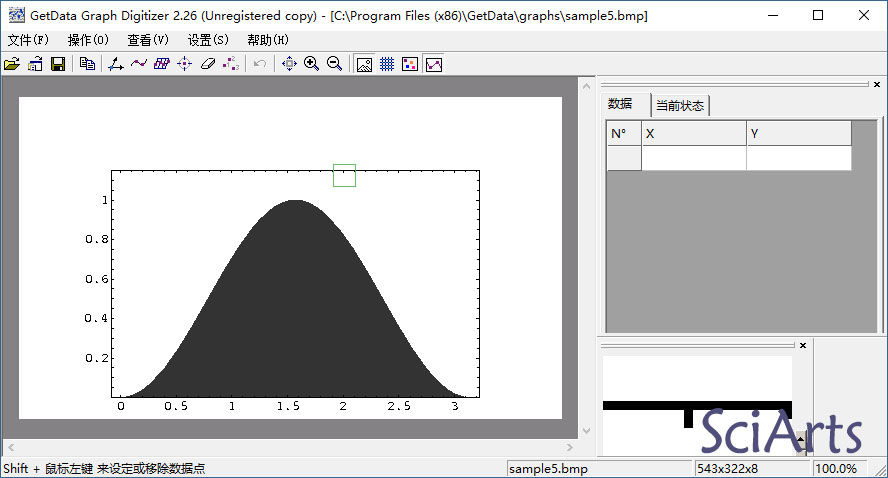 GetData Graph Digitizer 2.26 (Unregistered copy) - [C:\Program Files (x86)\GetData\graphs\sample5.bmp]
文件(F) 操作(O) 查看(V) 设置(S) 帮助(H)
数据 当前状态
N° X Y
1
0.8
0.6
0.4
0.2
0 0.5 1 1.5 2 2.5 3
SciArts
Shift + 鼠标左键 来设定或移除数据点 sample5.bmp 543x322x8 100.0%